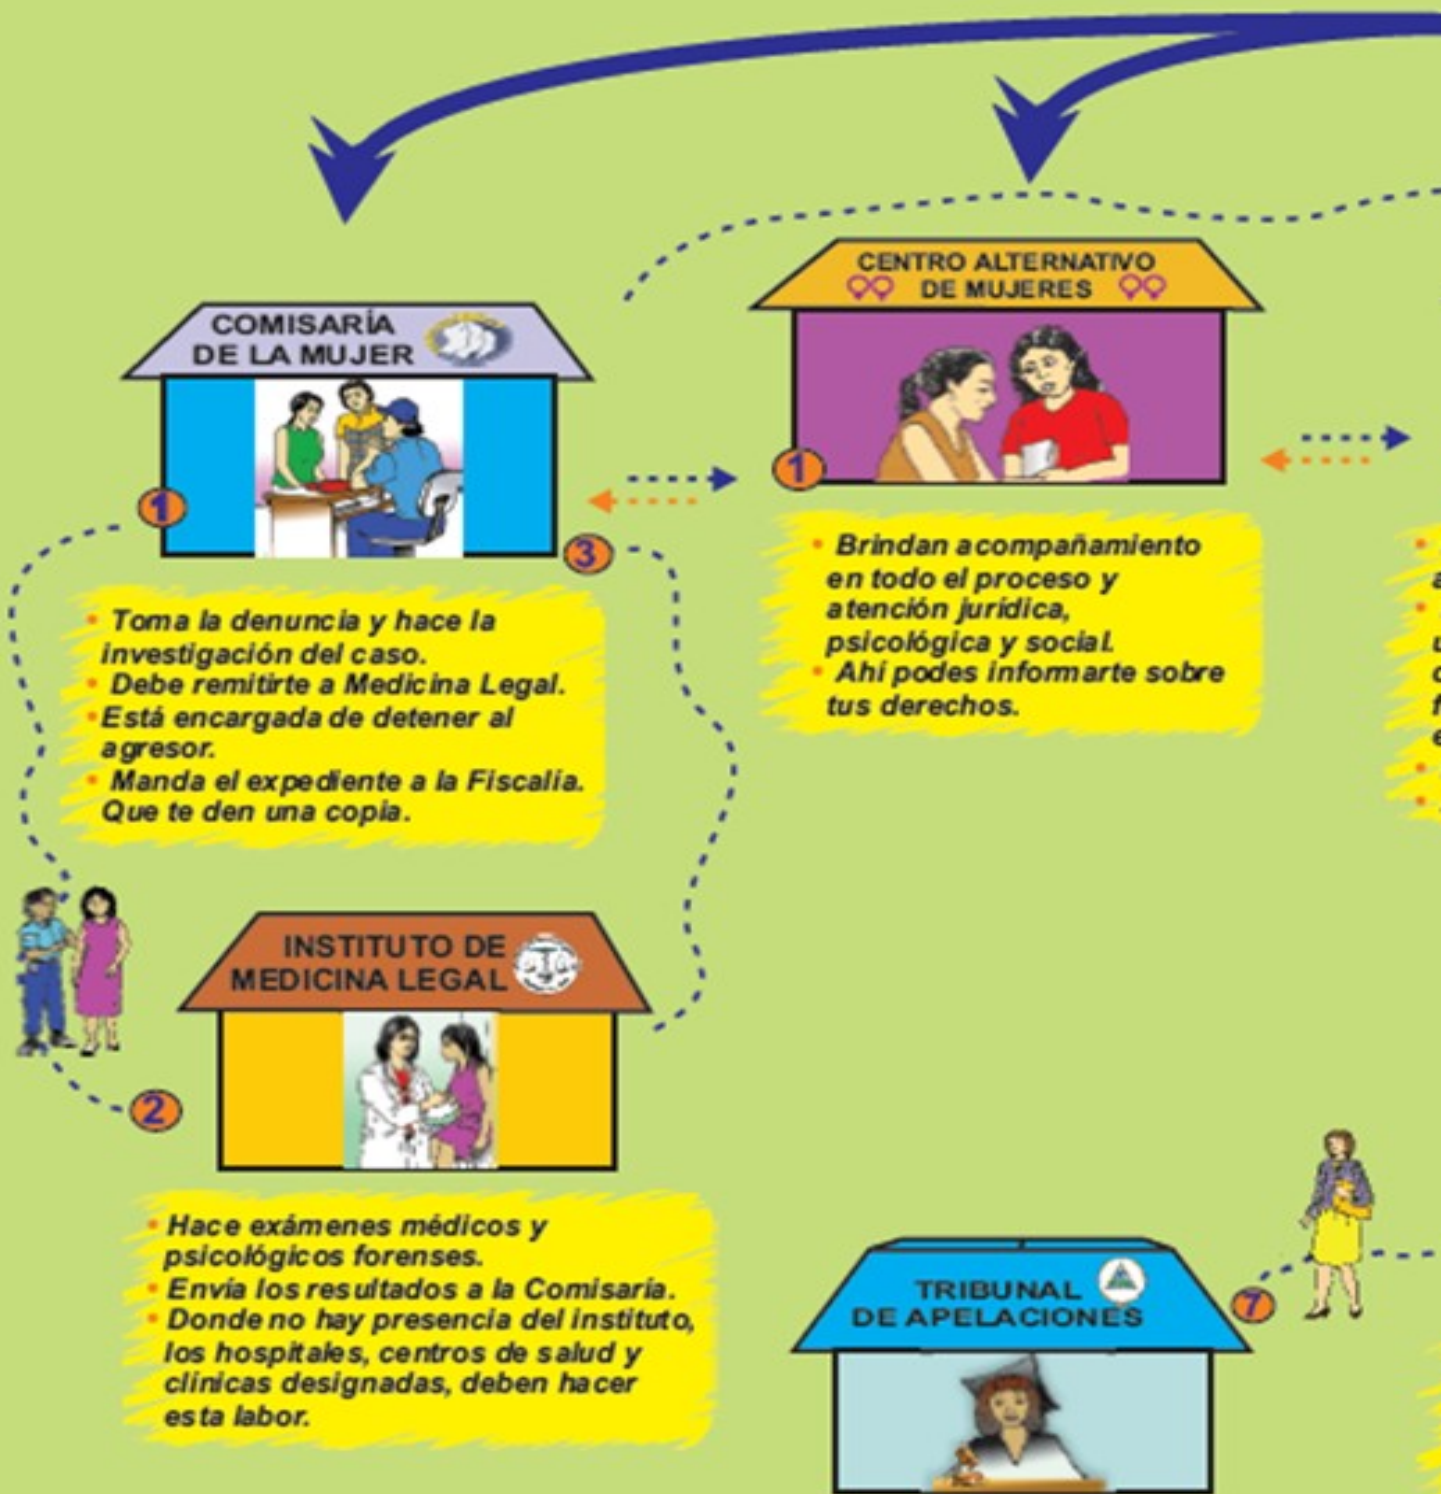 CENTRO ALTERNATIVO
DE MUJERES
COMISARÍA
DE LA MUJER
1
1
3
• Brindan acompañamiento
en todo el proceso y
atención jurídica,
psicológica y social.
• Ahí podes informarte sobre
tus derechos.
• Toma la denuncia y hace la
investigación del caso.
• Debe remitirte a Medicina Legal.
• Está encargada de detener al
agresor.
• Manda el expediente a la Fiscalía.
Que te den una copia.
INSTITUTO DE
MEDICINA LEGAL
2
• Hace exámenes médicos y
psicológicos forenses.
• Envía los resultados a la Comisaría.
• Donde no hay presencia del instituto,
los hospitales, centros de salud y
clínicas designadas, deben hacer
esta labor.
TRIBUNAL
DE APELACIONES
7